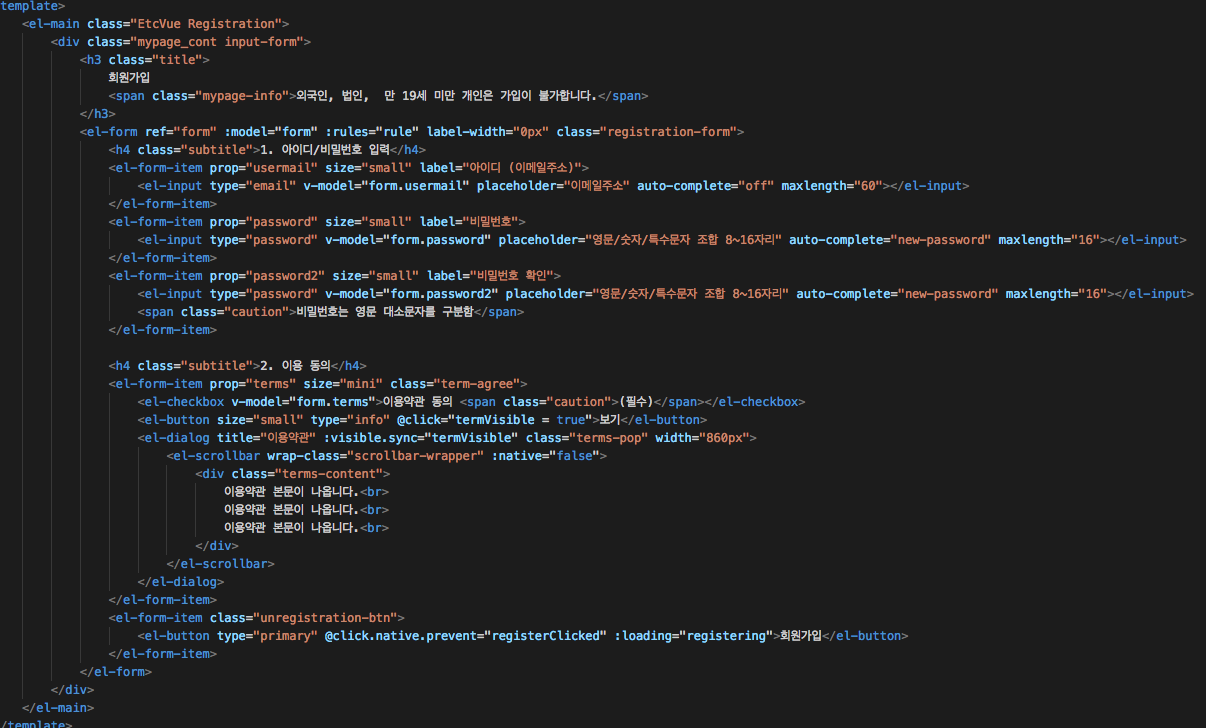 template>
<el-main class="EtcVue Registration">
<div class="mypage_cont input-form">
<h3 class="title">
회원가입
<span class="mypage-info">외국인, 법인,  만 19세 미만 개인은 가입이 불가합니다.</span>
</h3>
<el-form ref="form" :model="form" :rules="rule" label-width="0px" class="registration-form">
<h4 class="subtitle">1. 아이디/비밀번호 입력</h4>
<el-form-item prop="usermail" size="small" label="아이디 (이메일주소)">
<el-input type="email" v-model="form.usermail" placeholder="이메일주소" auto-complete="off" maxlength="60"></el-input>
</el-form-item>
<el-form-item prop="password" size="small" label="비밀번호">
<el-input type="password" v-model="form.password" placeholder="영문/숫자/특수문자 조합 8~16자리" auto-complete="new-password" maxlength="16"></el-input>
</el-form-item>
<el-form-item prop="password2" size="small" label="비밀번호 확인">
<el-input type="password" v-model="form.password2" placeholder="영문/숫자/특수문자 조합 8~16자리" auto-complete="new-password" maxlength="16"></el-input>
<span class="caution">비밀번호는 영문 대소문자를 구분함</span>
</el-form-item>
<h4 class="subtitle">2. 이용 동의</h4>
<el-form-item prop="terms" size="mini" class="term-agree">
<el-checkbox v-model="form.terms">이용약관 동의 <span class="caution">(필수)</span></el-checkbox>
<el-button size="small" type="info" @click="termVisible = true">보기</el-button>
<el-dialog title="이용약관" :visible.sync="termVisible" class="terms-pop" width="860px">
<el-scrollbar wrap-class="scrollbar-wrapper" :native="false">
<div class="terms-content">
이용약관 본문이 나옵니다.<br>
이용약관 본문이 나옵니다.<br>
이용약관 본문이 나옵니다.<br>
</div>
</el-scrollbar>
</el-dialog>
</el-form-item>
<el-form-item class="unregistration-btn">
<el-button type="primary" @click.native.prevent="registerClicked" :loading="registering">회원가입</el-button>
</el-form-item>
</el-form>
</div>
</el-main>
/template>